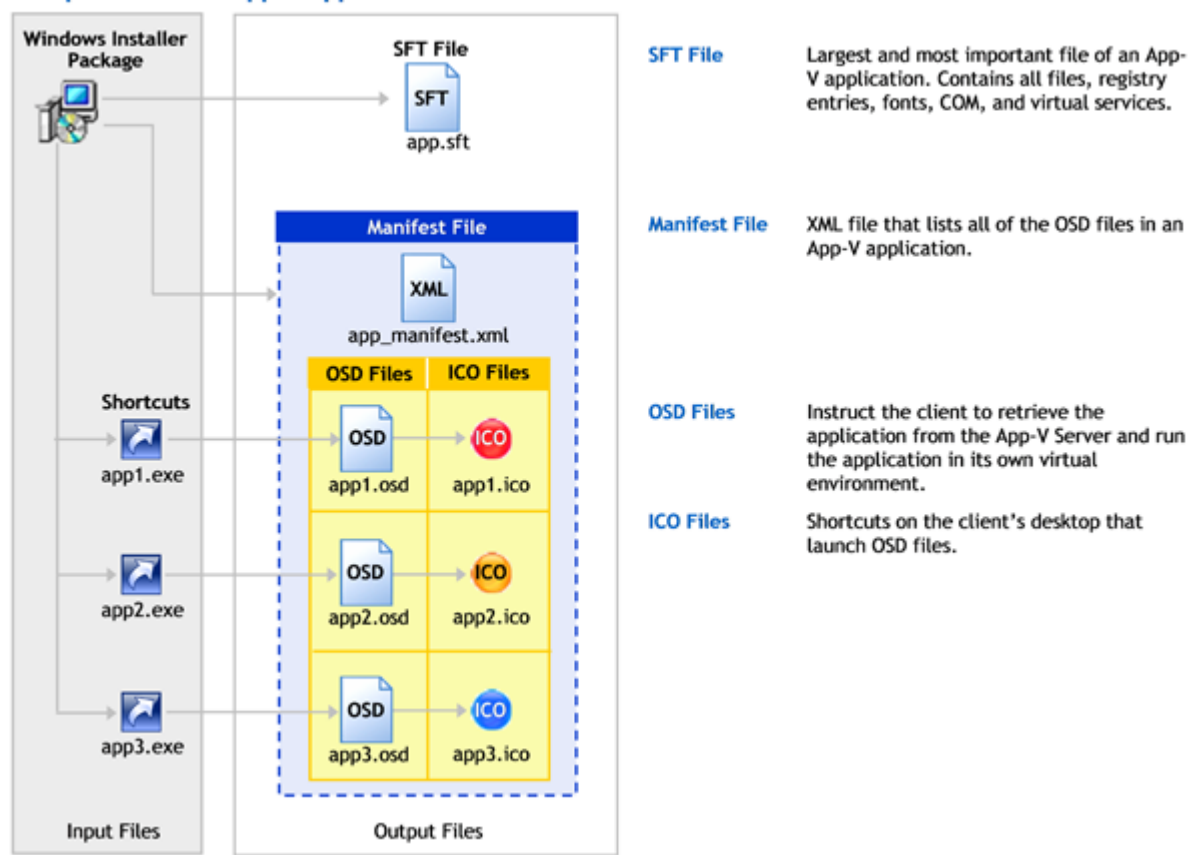 Windows Installer
Package
SFT File
SFT
app.sft
SFT File
Largest and most important file of an App-
V application. Contains all files, registry
entries, fonts, COM, and virtual services.
Manifest File
XML
app_manifest.xml
Manifest File
XML file that lists all of the OSD files in an
App-V application.
OSD Files
ICO Files
Shortcuts
app1.exe
OSD
app1.osd
ICO
app1.ico
OSD Files
Instruct the client to retrieve the
application from the App-V Server and run
the application in its own virtual
environment.
ICO Files
Shortcuts on the client's desktop that
launch OSD files.
app2.exe
OSD
app2.osd
ICO
app2.ico
app3.exe
OSD
app3.osd
ICO
app3.ico
Input Files
Output Files